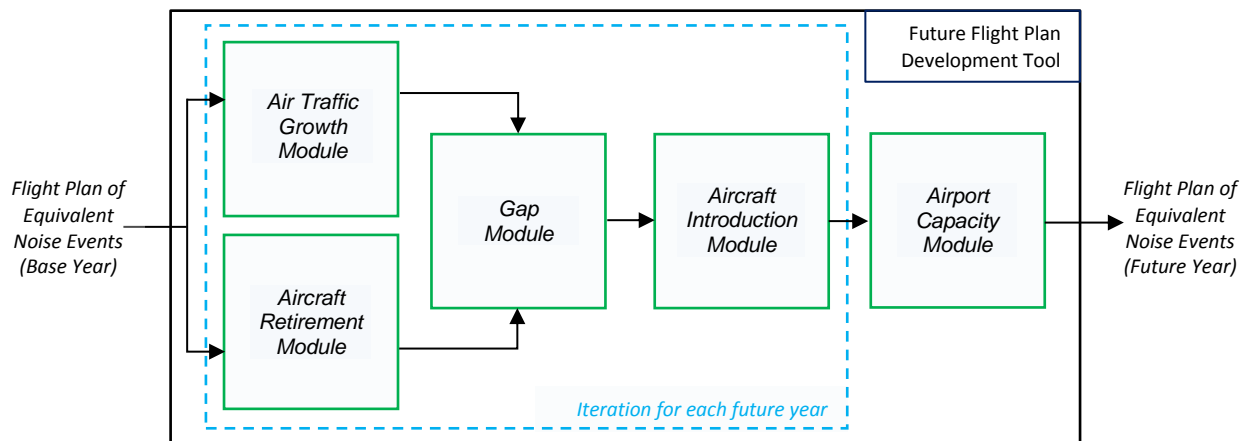 Future Flight Plan
Development Tool
Flight Plan of
Equivalent
Noise Events
(Base Year)
Air Traffic
Growth
Module
Aircraft
Retirement
Module
Gap
Module
Aircraft
Introduction
Module
Airport
Capacity
Module
Flight Plan of
Equivalent
Noise Events
(Future Year)
Iteration for each future year